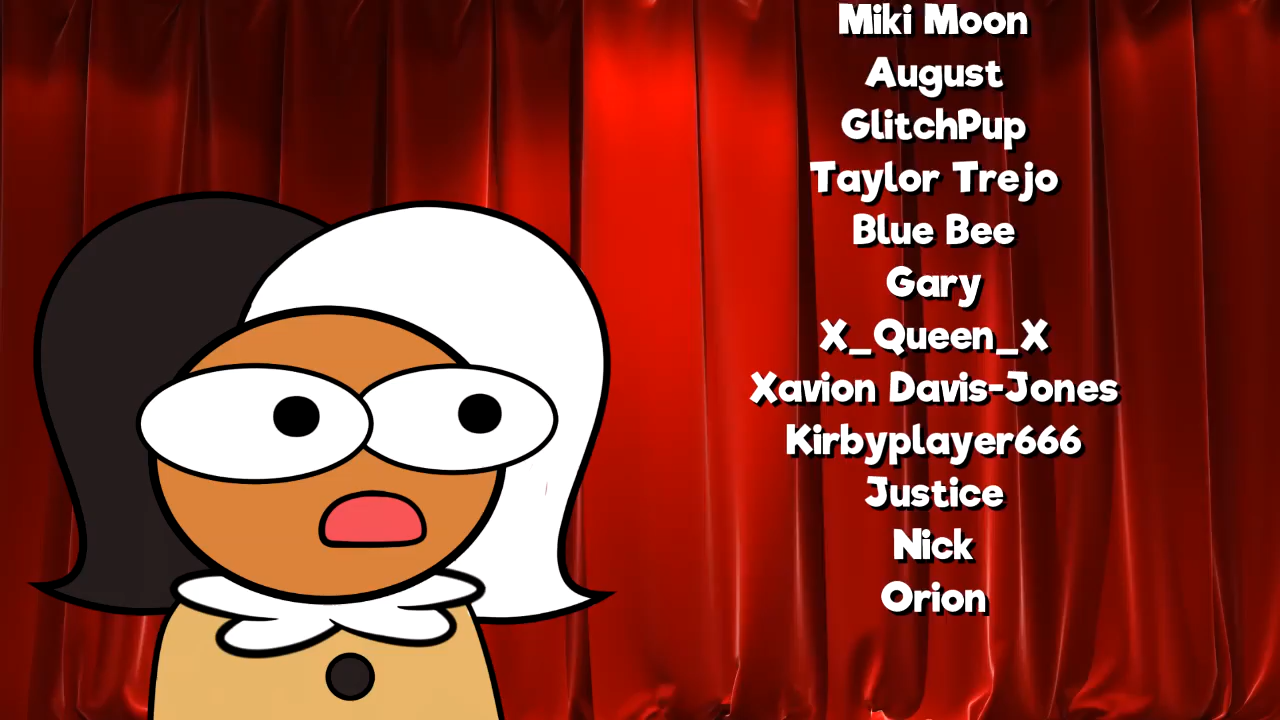 Miki Moon
August
GlitchPup
Taylor Trejo
Blue Bee
Gary
X_Queen_X
Xavion Davis-Jones
Kirbyplayer666
Justice
Nick
Orion